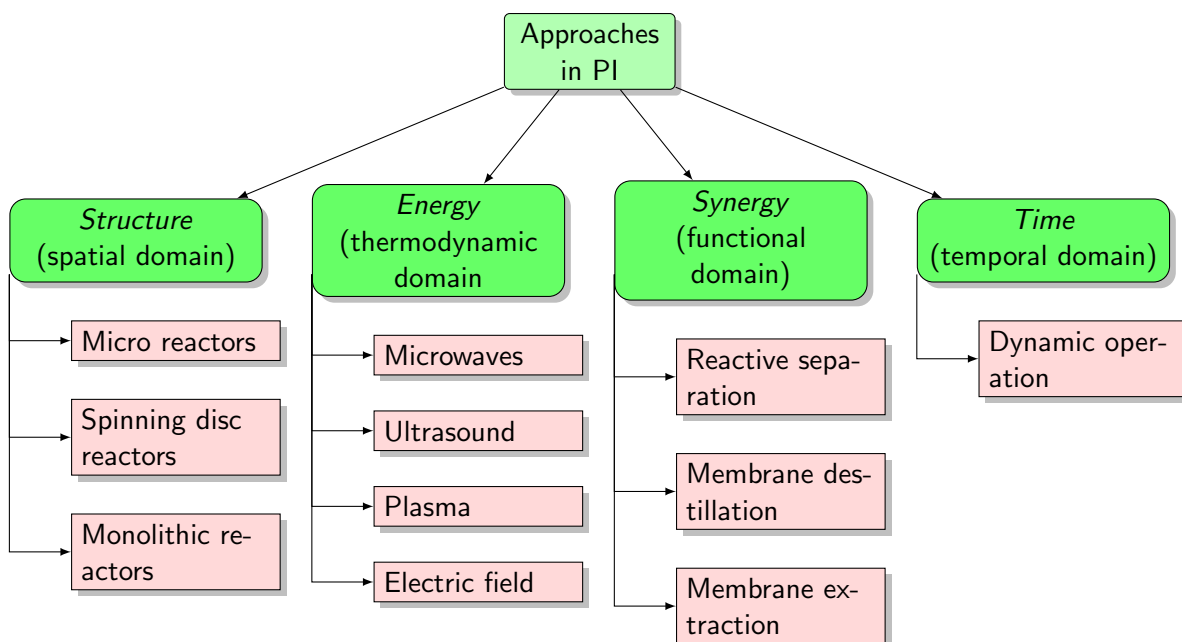 Approaches
in PI
Structure
(spatial domain)
Micro reactors
Spinning disc
reactors
Monolithic re-
actors
Energy
(thermodynamic
domain
Microwaves
Ultrasound
Plasma
Electric field
Synergy
(functional
domain)
Reactive sepa-
ration
Membrane des-
tillation
Membrane ex-
traction
Time
(temporal domain)
Dynamic oper-
ation